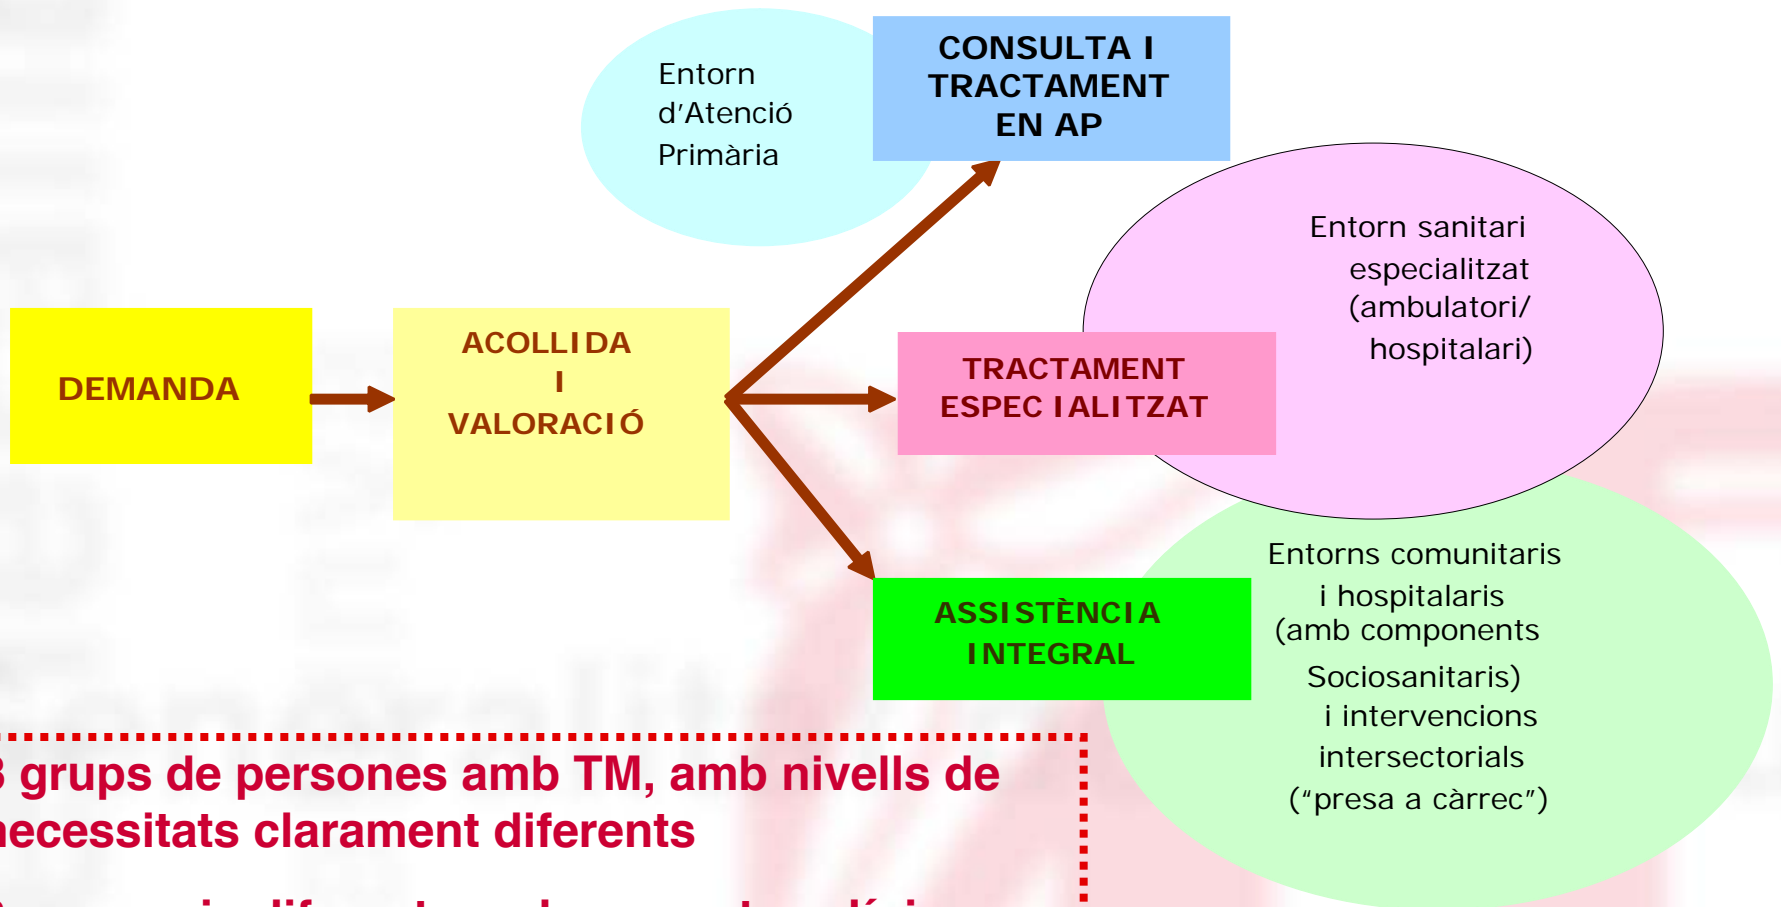 Entorn
d'Atenció
Primària
CONSULTA I
TRACTAMENT
EN AP
Entorn sanitari
especialitzat
(ambulatori/
hospitalari)
DEMANDA
ACOLLIDA
I
VALORACIÓ
TRACTAMENT
ESPECIALITZAT
ASSISTÈNCIA
INTEGRAL
Entorns comunitaris
i hospitalaris
(amb components
Sociosanitaris)
i intervencions
intersectorials
("presa a càrrec")
3 grups de persones amb TM, amb nivells de
necessitats clarament diferents